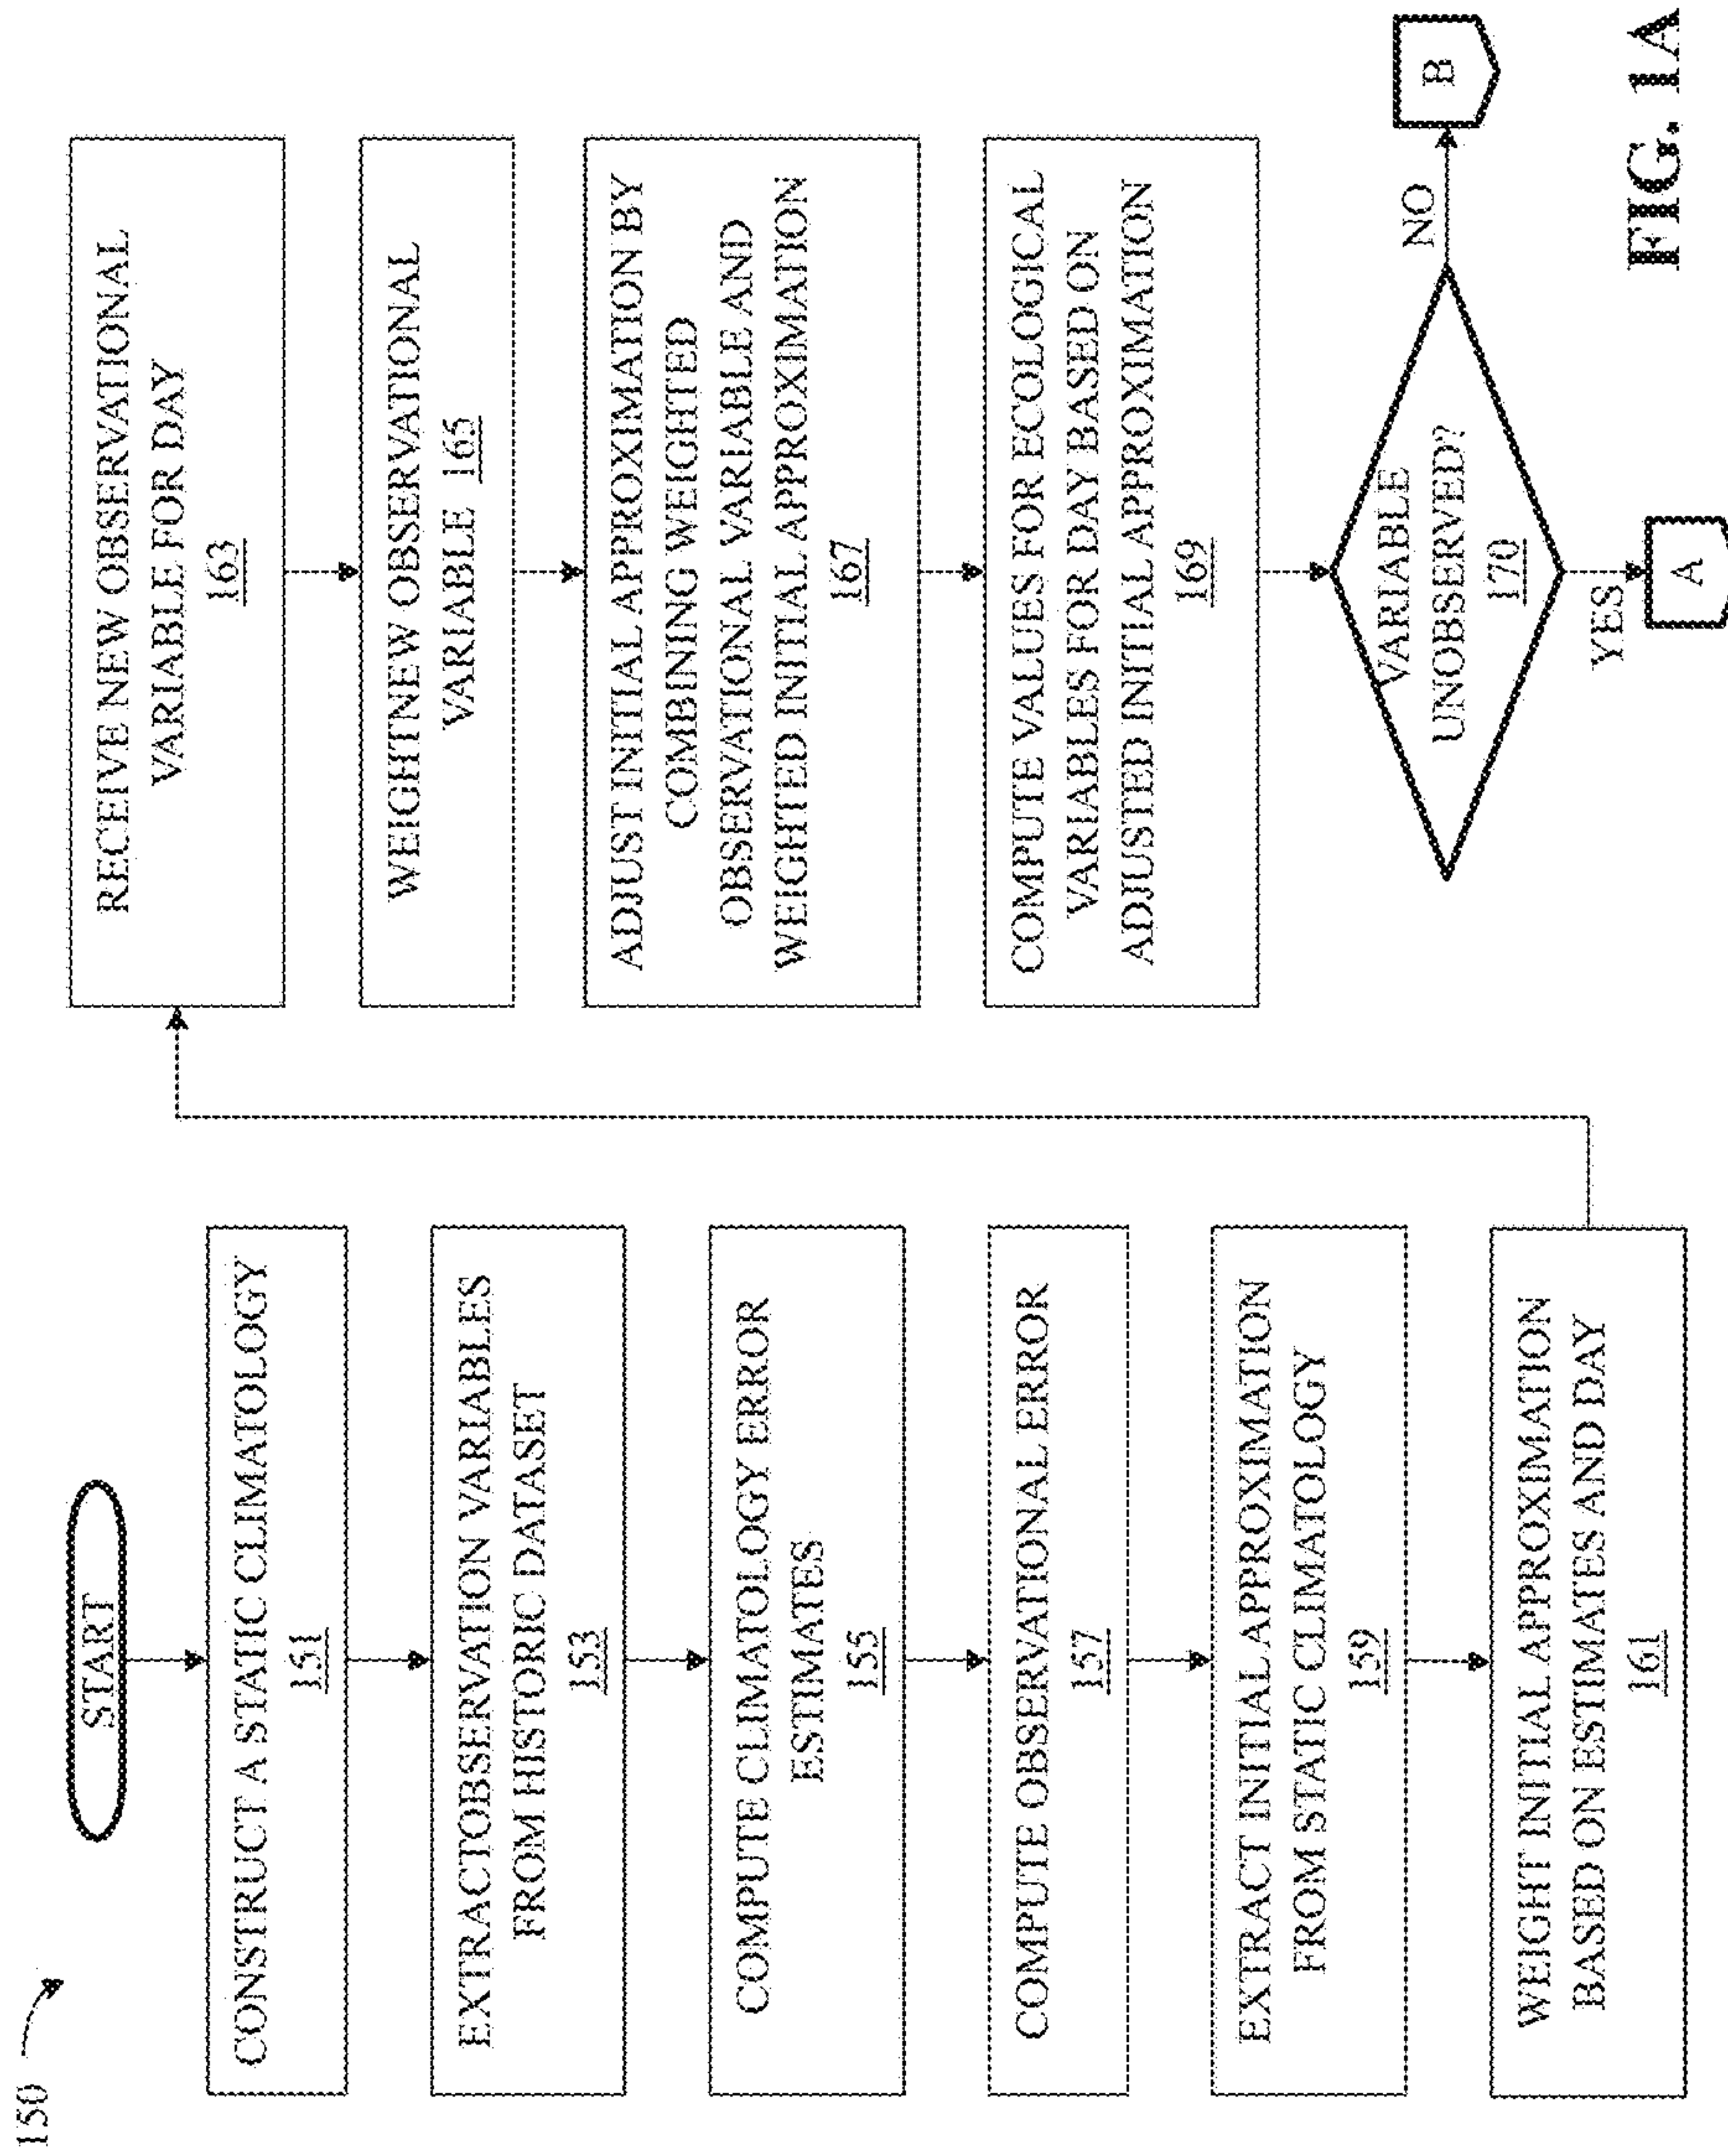 150
START
CONSTRUCT A STATIC CLIMATOLOGY
151
EXTRACTOBSERVATION VARIABLES
FROM HISTORIC DATASET
153
COMPUTE CLIMATOLOGY ERROR
ESTIMATES
155
COMPUTE OBSERVATIONAL ERROR
157
EXTRACT INITIAL APPROXIMATION
FROM STATIC CLIMATOLOGY
159
WEIGHT INITIAL APPROXIMATION
BASED ON ESTIMATES AND DAY
161
RECEIVE NEW OBSERVATIONAL
VARIABLE FOR DAY
163
WEIGHTNEW OBSERVATIONAL
VARIABLE 165
ADJUST INITIAL APPROXIMATION BY
COMBINING WEIGHTED
OBSERVATIONAL VARIABLE AND
WEIGHTED INITIAL APPROXIMATION
167
COMPUTE VALUES FOR ECOLOGICAL
VARIABLES FOR DAY BASED ON
ADJUSTED INITIAL APPROXIMATION
169
VARIABLE
UNOBSERVED?
170
NO
B
YES
A
FIG. 1A